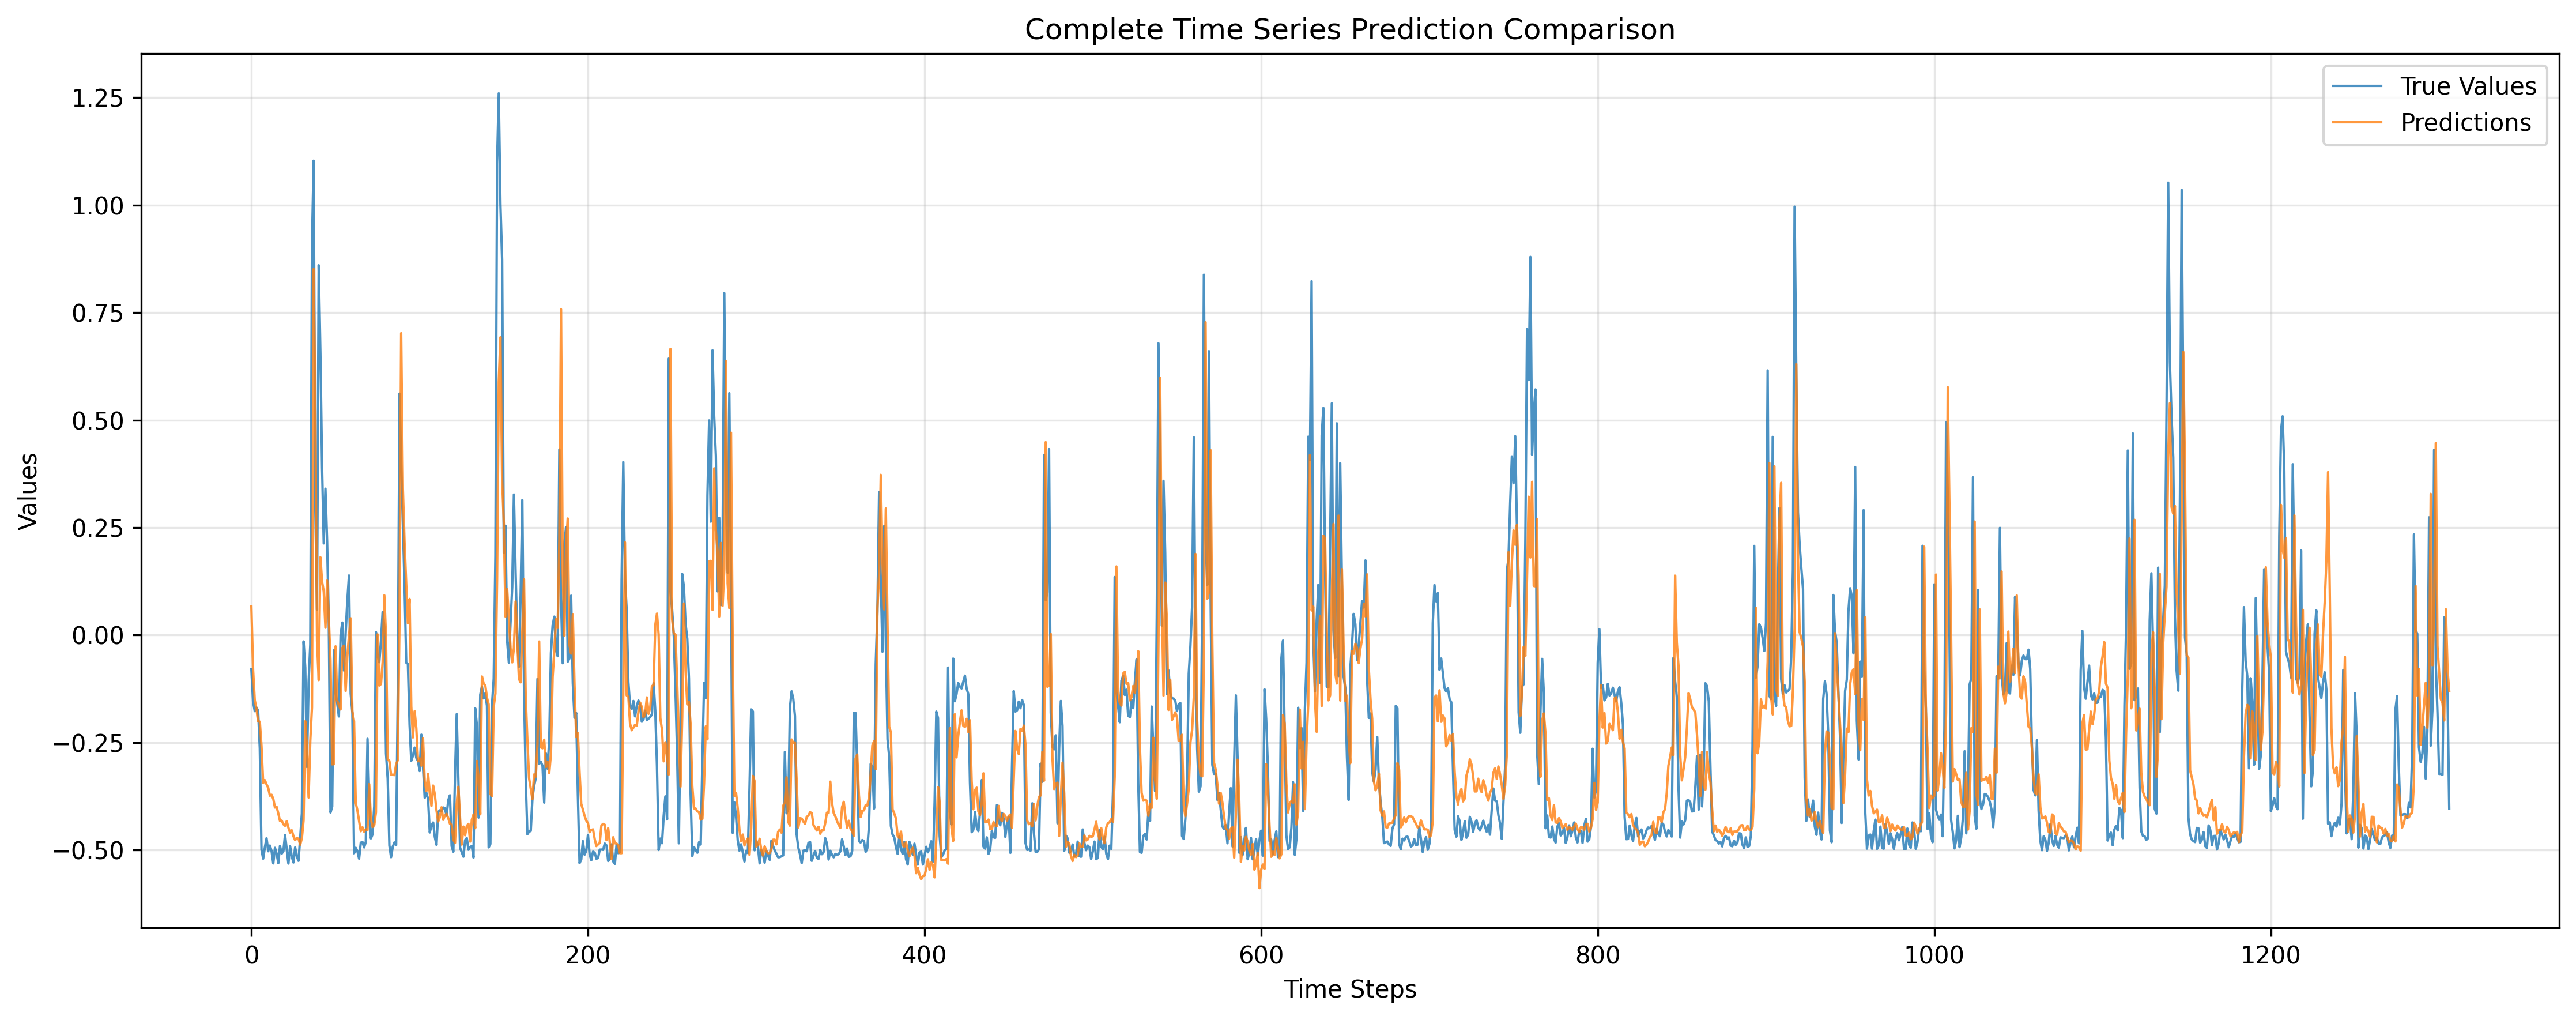 Complete Time Series Prediction Comparison
True Values
Predictions
Values
1.25
1.00
0.75
0.50
0.25
0.00
−0.25
−0.50
0 200 400 600 800 1000 1200
Time Steps